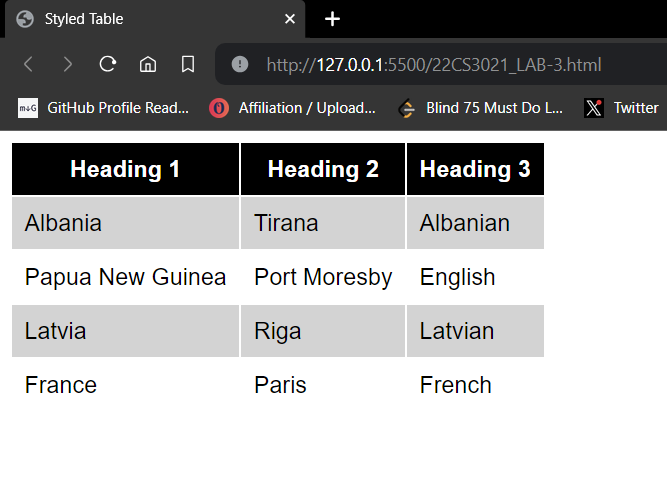 Styled Table
http://127.0.0.1:5500/22CS3021_LAB-3.html
m↓G GitHub Profile Read... Affiliation / Upload... Blind 75 Must Do L... X Twitter
Heading 1 Heading 2 Heading 3
Albania Tirana Albanian
Papua New Guinea Port Moresby English
Latvia Riga Latvian
France Paris French